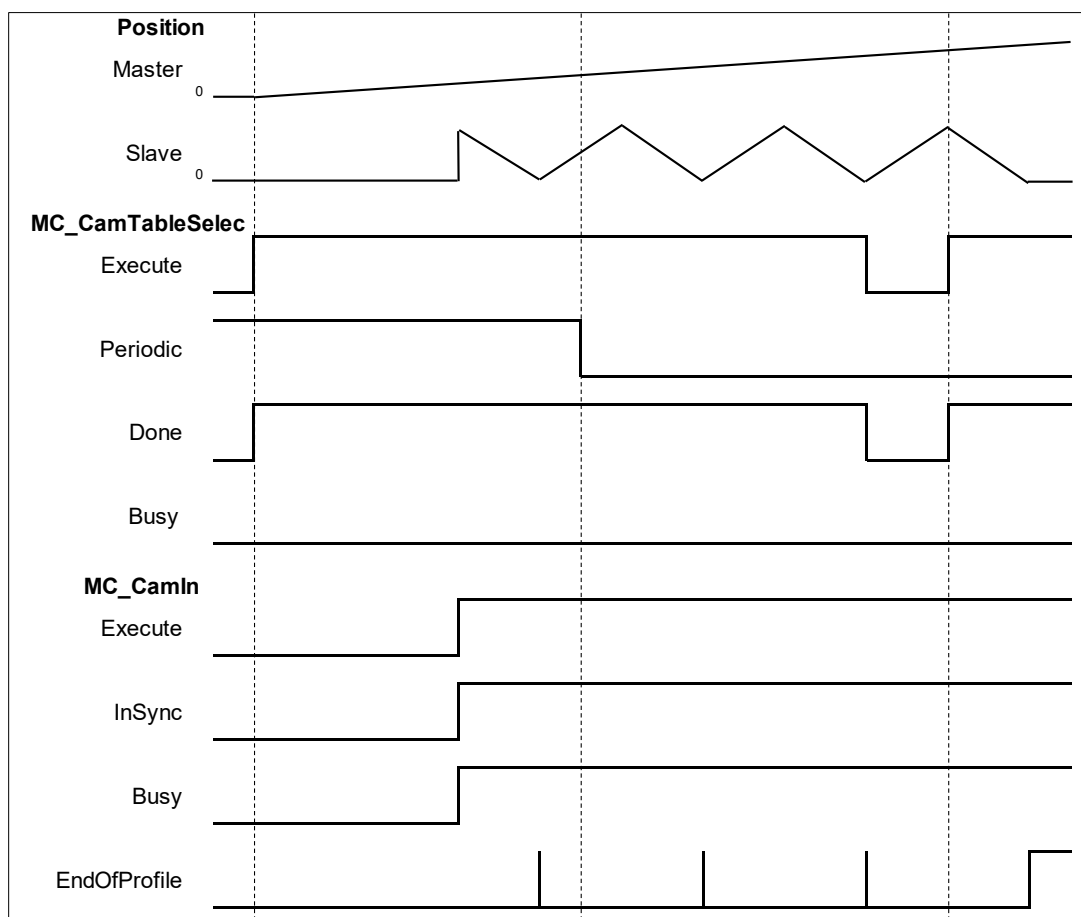 Position
Master
0
Slave
0
MC_CamTableSelec
Execute
Periodic
Done
Busy
MC_CamIn
Execute
InSync
Busy
EndOfProfile